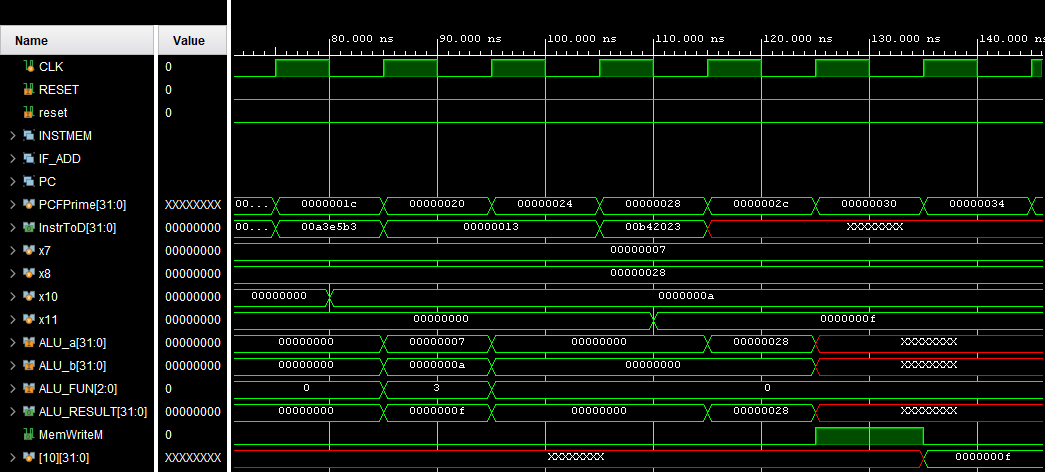 Name Value 80.000 ns 90.000 ns 100.000 ns 110.000 ns 120.000 ns 130.000 ns 140.000 ns
CLK 0
RESET 0
reset 0
INSTMEM
IF_ADD
PC
PCFPrime[31:0] XXXXXXXX 00... 0000001c 00000020 00000024 00000028 0000002c 00000030 00000034
InstrToD[31:0] 00000000 00... 00a3e5b3 00000013 00b42023 XXXXXXXX
x7 00000000 00000007
x8 00000000 00000028
x10 00000000 00000000 0000000a
x11 00000000 00000000 0000000f
ALU_a[31:0] 00000000 00000000 00000007 00000000 00000028 XXXXXXXX
ALU_b[31:0] 00000000 00000000 0000000a 00000000 XXXXXXXX
ALU_FUN[2:0] 0 0 3 0
ALU_RESULT[31:0] 00000000 00000000 0000000f 00000000 00000028 XXXXXXXX
MemWriteM 0
[10][31:0] XXXXXXXX XXXXXXXX 0000000f